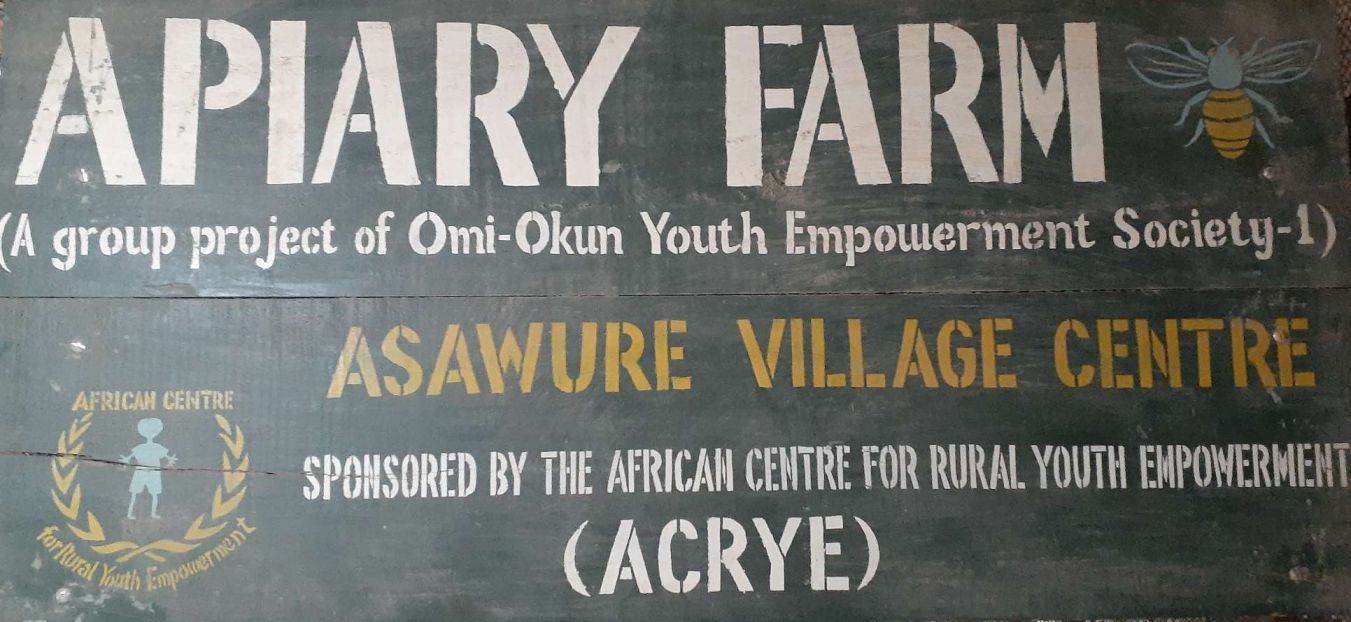 APIARY FARM
(A group project of Omi-Okun Youth Empowerment Society-1)
ASAWURE VILLAGE CENTRE
AFRICAN CENTRE
for Rural Youth Empowerment
SPONSORED BY THE AFRICAN CENTRE FOR RURAL YOUTH EMPOWERMENT
(ACRYE)